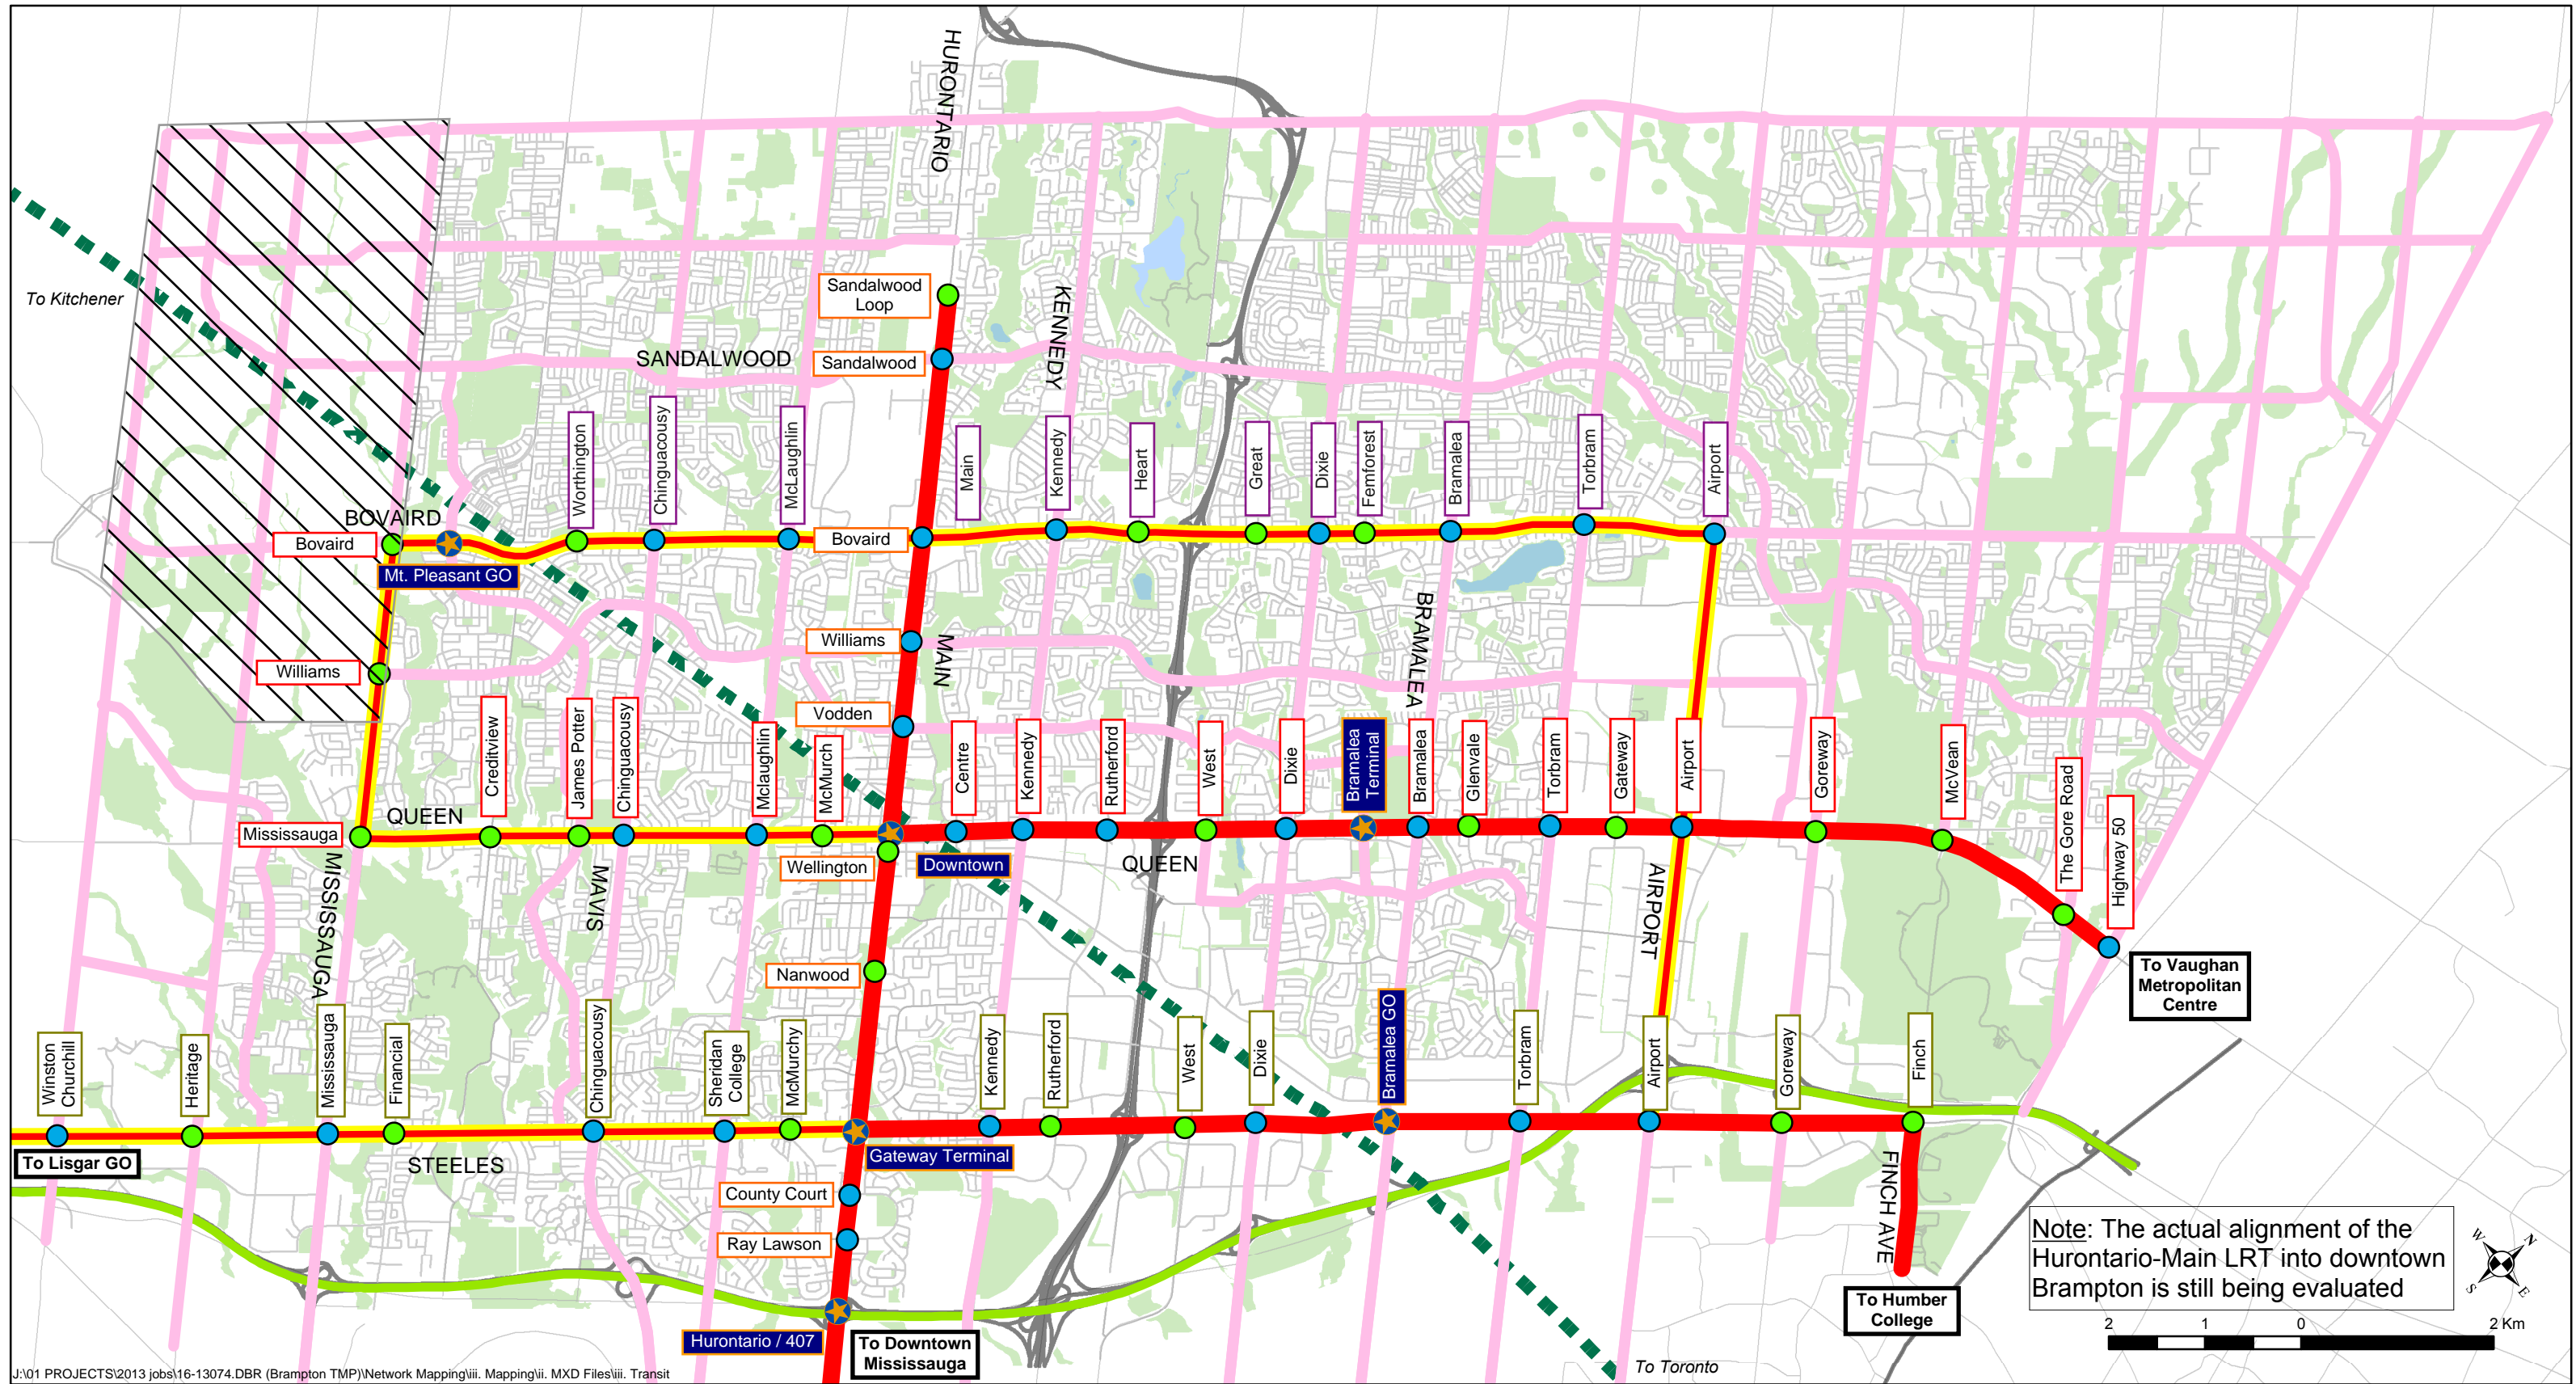 HURONTARIO
To Kitchener
Sandalwood
Loop
SANDALWOOD
Sandalwood
KENNEDY
Worthington
Chinguacousy
McLaughlin
Main
Kennedy
Heart
Great
Dixie
Femforest
Bramalea
Torbram
Airport
BOVAIRD
Bovaird
Bovaird
Mt. Pleasant GO
Williams
MAIN
BRAMALEA
Williams
Vodden
Creditview
James Potter
Chinguacousy
Mclaughlin
McMurch
Centre
Kennedy
Rutherford
West
Dixie
Bramalea
Terminal
Bramalea
Glenvale
Torbram
Gateway
Airport
Goreway
McVean
The Gore Road
Highway 50
QUEEN
Mississauga
Wellington
Downtown
QUEEN
MISSISSAUGA
MAVIS
AIRPORT
Nanwood
To Vaughan
Metropolitan
Centre
Winston
Churchill
Heritage
Mississauga
Financial
Chinguacousy
Sheridan
College
McMurchy
Kennedy
Rutherford
West
Dixie
Bramalea GO
Torbram
Airport
Goreway
Finch
To Lisgar GO
STEELES
Gateway Terminal
County Court
Ray Lawson
FINCH AVE
Hurontario / 407
To Downtown
Mississauga
To Humber
College
Note: The actual alignment of the
Hurontario-Main LRT into downtown
Brampton is still being evaluated
W
N
S
E
2 1 0 2 Km
To Toronto
J:\01 PROJECTS\2013 jobs\16-13074.DBR (Brampton TMP)\Network Mapping\iii. Mapping\ii. MXD Files\iii. Transit